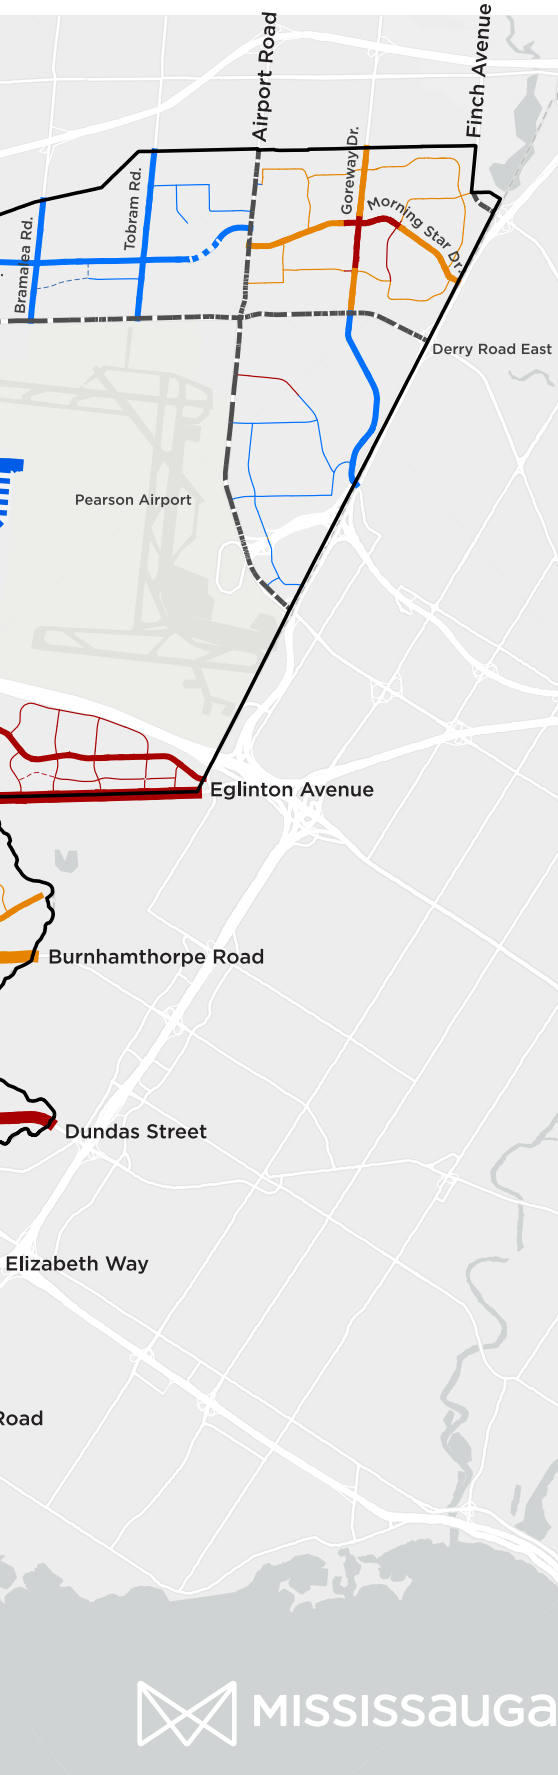 Airport Road
Finch Avenue
Bramalea Rd.
Tobram Rd.
Goreway Dr.
Morning Star Dr.
Derry Road East
Pearson Airport
Eglinton Avenue
Burnhamthorpe Road
Dundas Street
Elizabeth Way
Road
MISSISSAUGA